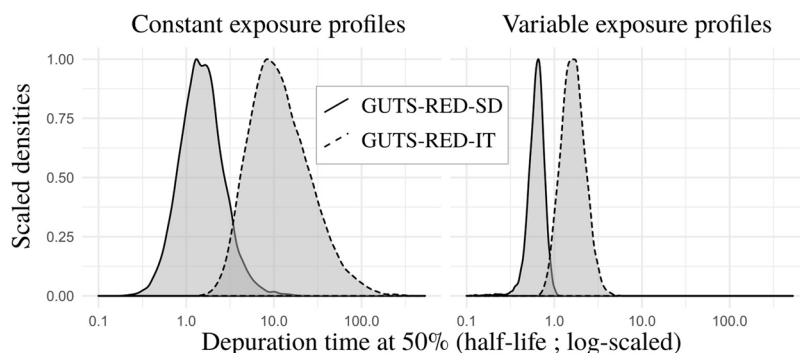 Constant exposure profiles
Variable exposure profiles
Scaled densities
1.00
0.75
0.50
0.25
0.00
GUTS-RED-SD
GUTS-RED-IT
0.1 1.0 10.0 100.0
0.1 1.0 10.0 100.0
Depuration time at 50% (half-life ; log-scaled)